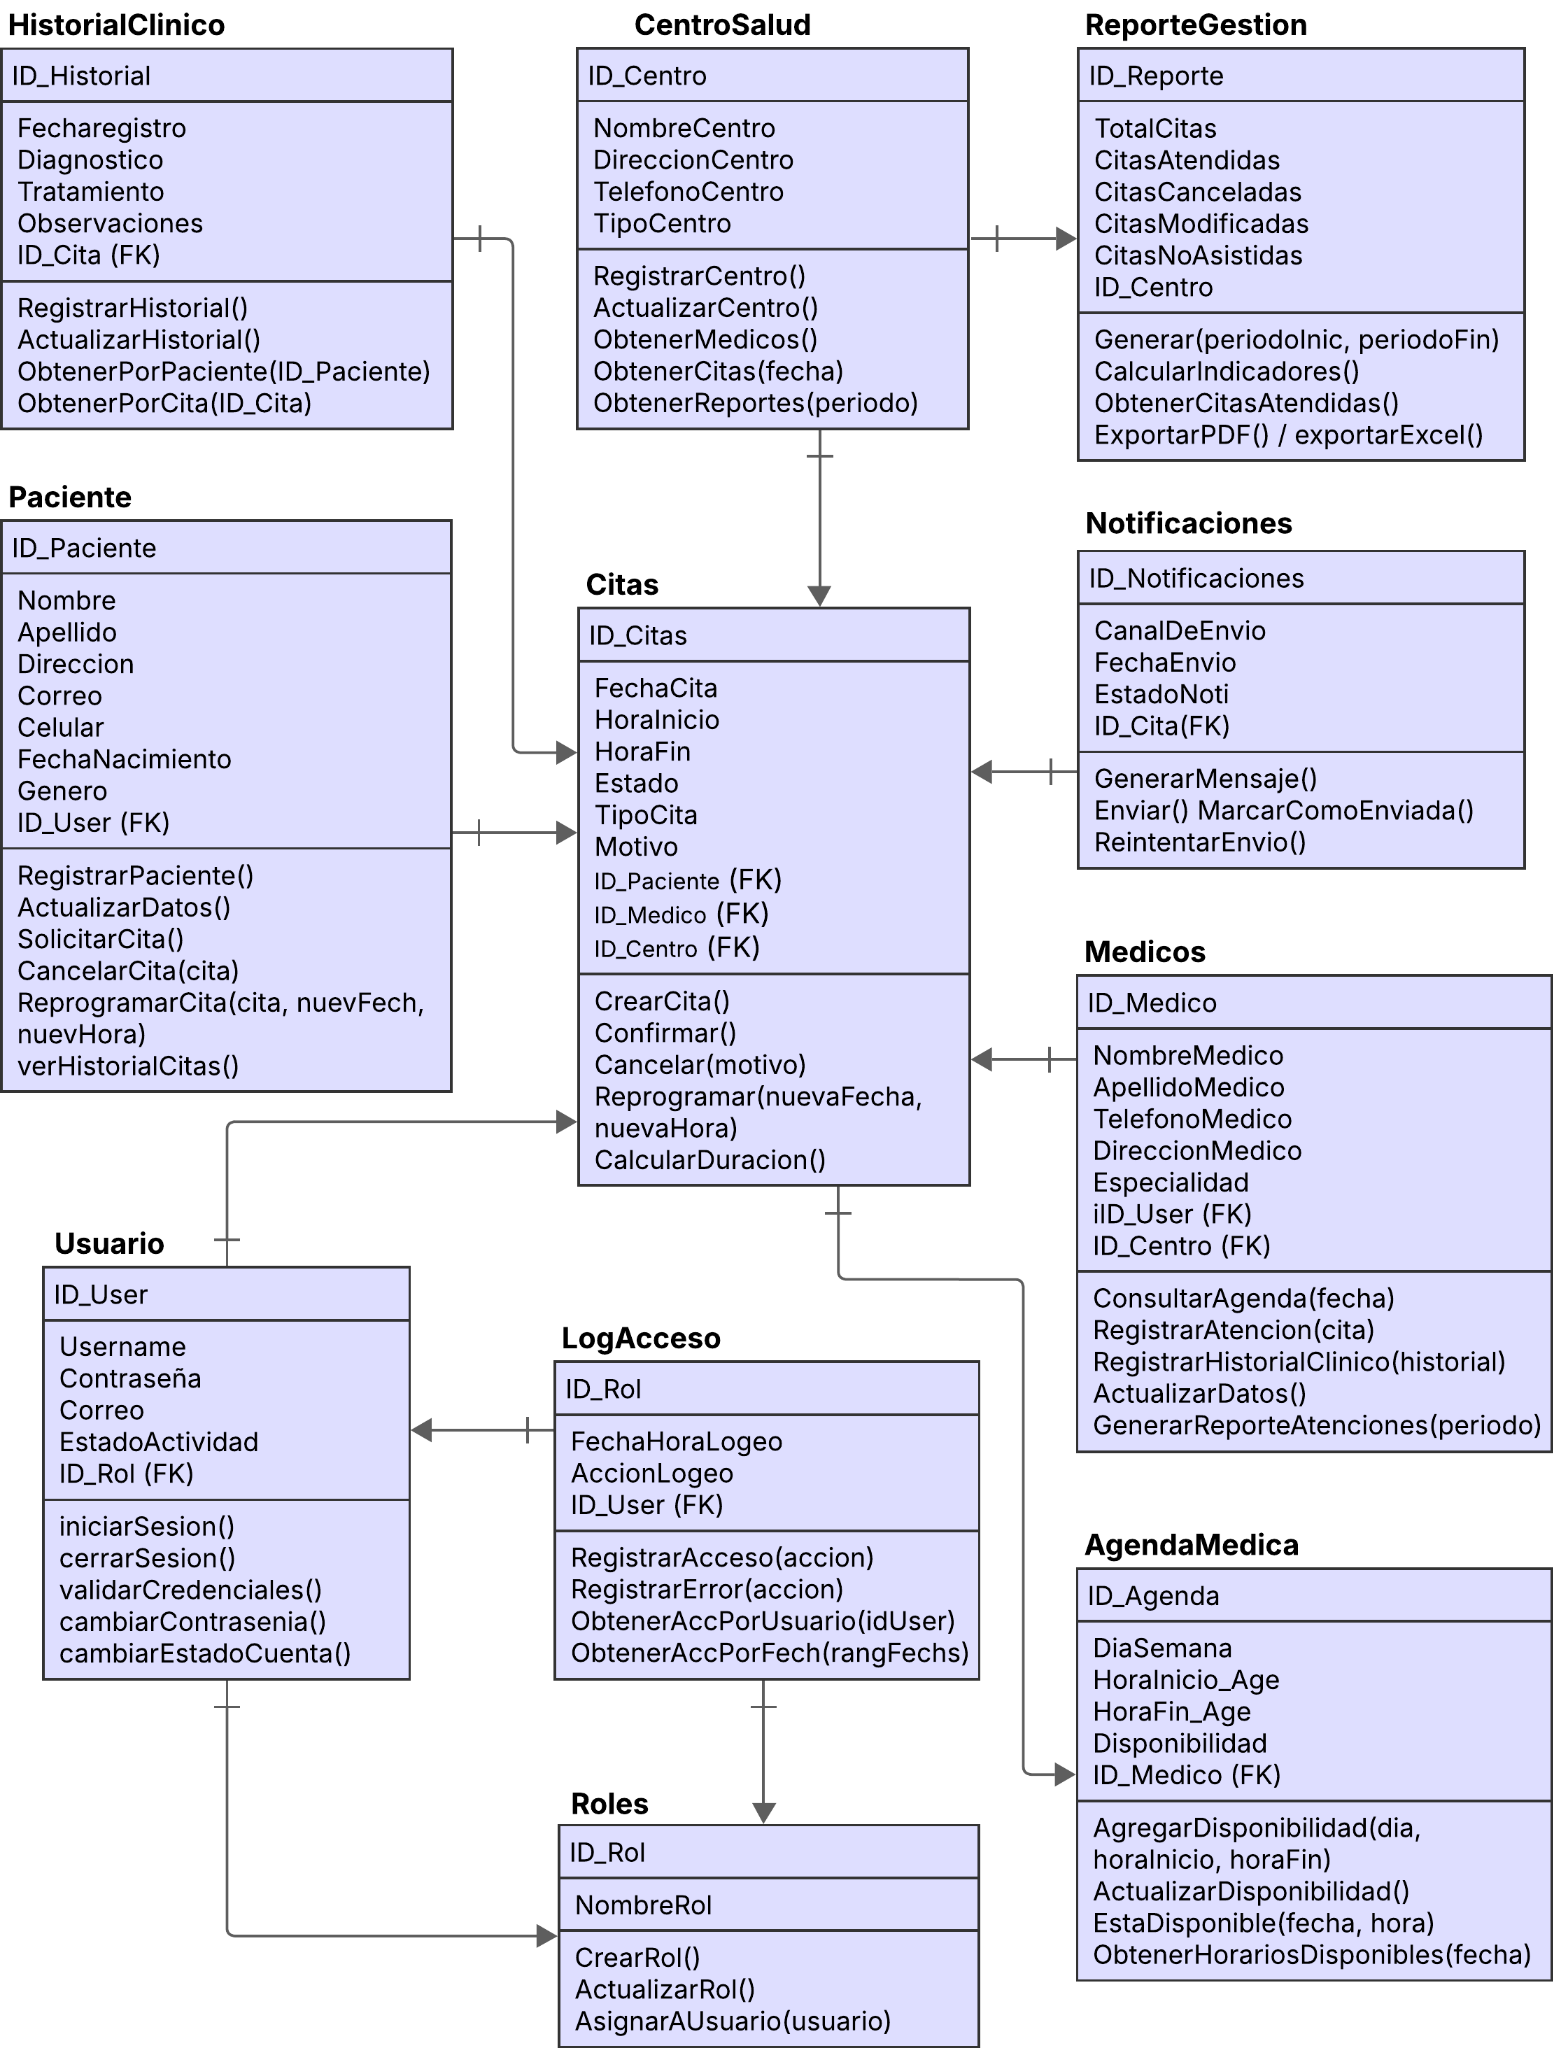 HistorialClinico
ID_Historial
Fecharegistro
Diagnostico
Tratamiento
Observaciones
ID_Cita (FK)
RegistrarHistorial()
ActualizarHistorial()
ObtenerPorPaciente(ID_Paciente)
ObtenerPorCita(ID_Cita)
CentroSalud
ID_Centro
NombreCentro
DireccionCentro
TelefonoCentro
TipoCentro
RegistrarCentro()
ActualizarCentro()
ObtenerMedicos()
ObtenerCitas(fecha)
ObtenerReportes(periodo)
ReporteGestion
ID_Reporte
TotalCitas
CitasAtendidas
CitasCanceladas
CitasModificadas
CitasNoAsistidas
ID_Centro
Generar(periodoInic, periodoFin)
CalcularIndicadores()
ObtenerCitasAtendidas()
ExportarPDF() / exportarExcel()
Paciente
ID_Paciente
Nombre
Apellido
Direccion
Correo
Celular
FechaNacimiento
Genero
ID_User (FK)
RegistrarPaciente()
ActualizarDatos()
SolicitarCita()
CancelarCita(cita)
ReprogramarCita(cita, nuevFech,
nuevHora)
verHistorialCitas()
Citas
ID_Citas
FechaCita
HoraInicio
HoraFin
Estado
TipoCita
Motivo
ID_Paciente (FK)
ID_Medico (FK)
ID_Centro (FK)
CrearCita()
Confirmar()
Cancelar(motivo)
Reprogramar(nuevaFecha,
nuevaHora)
CalcularDuracion()
Notificaciones
ID_Notificaciones
CanalDeEnvio
FechaEnvio
EstadoNoti
ID_Cita(FK)
GenerarMensaje()
Enviar() MarcarComoEnviada()
ReintentarEnvio()
Medicos
ID_Medico
NombreMedico
ApellidoMedico
TelefonoMedico
DireccionMedico
Especialidad
iID_User (FK)
ID_Centro (FK)
ConsultarAgenda(fecha)
RegistrarAtencion(cita)
RegistrarHistorialClinico(historial)
ActualizarDatos()
GenerarReporteAtenciones(periodo)
Usuario
ID_User
Username
Contraseña
Correo
EstadoActividad
ID_Rol (FK)
iniciarSesion()
cerrarSesion()
validarCredenciales()
cambiarContrasenia()
cambiarEstadoCuenta()
LogAcceso
ID_Rol
FechaHoraLogeo
AccionLogeo
ID_User (FK)
RegistrarAcceso(accion)
RegistrarError(accion)
ObtenerAccPorUsuario(idUser)
ObtenerAccPorFech(rangFechs)
AgendaMedica
ID_Agenda
DiaSemana
HoraInicio_Age
HoraFin_Age
Disponibilidad
ID_Medico (FK)
AgregarDisponibilidad(dia,
horaInicio, horaFin)
ActualizarDisponibilidad()
EstaDisponible(fecha, hora)
ObtenerHorariosDisponibles(fecha)
Roles
ID_Rol
NombreRol
CrearRol()
ActualizarRol()
AsignarAUsuario(usuario)